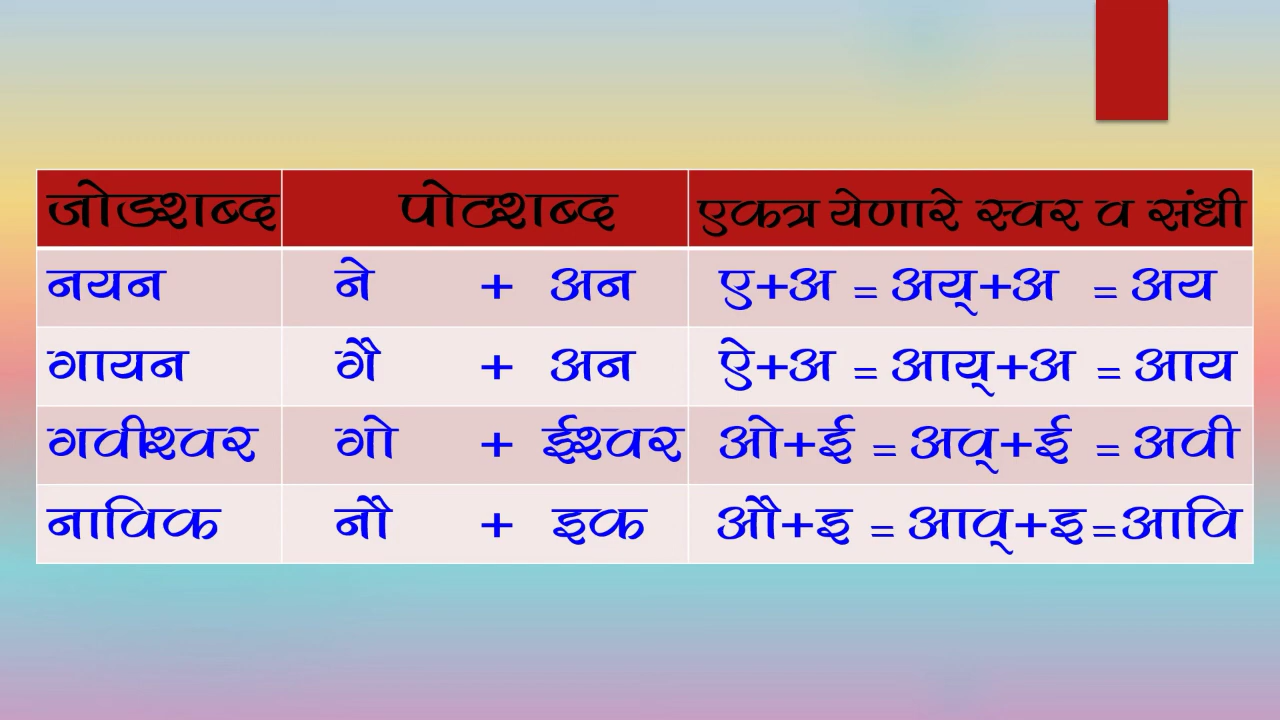 जोडशब्द पोटशब्द एकत्र येणारे स्वर व संधी
नयन ने + अन ए+अ = अय्+अ = अय
गायन गै + अन ऐ+अ = आय्+अ = आय
गवीश्वर गो + ईश्वर ओ+ई = अव्+ई = अवी
नाविक नौ + इक औ+इ = आव्+इ=आवि